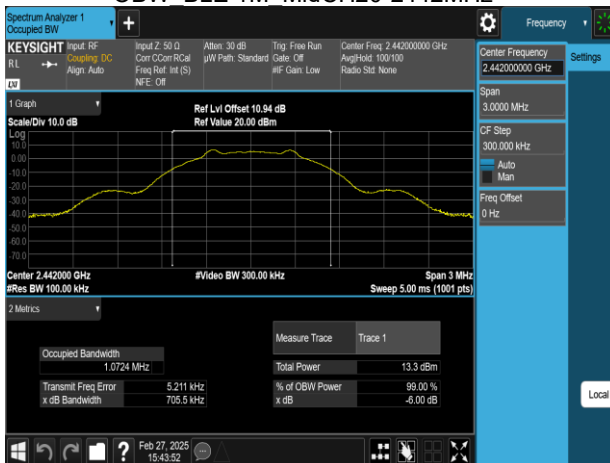 OBW_BLE 1M_MidCH20 2442MHz
Spectrum Analyzer 1
Occupied BW
Frequency
KEYSIGHT
RL
LXI
Input: RF
Coupling: DC
Align: Auto
Input Z: 50 Ω
Corr CCorr RCal
Freq Ref: Int (S)
NFE: Off
Atten: 30 dB
µW Path: Standard
Trig: Free Run
Gate: Off
#IF Gain: Low
Center Freq: 2.442000000 GHz
Avg|Hold: 100/100
Radio Std: None
Center Frequency
2.442000000 GHz
Settings
Span
3.0000 MHz
CF Step
300.000 kHz
Auto
Man
Freq Offset
0 Hz
Local
1 Graph
Scale/Div 10.0 dB
Ref Lvl Offset 10.94 dB
Ref Value 20.00 dBm
Log
10.0
0.00
-10.0
-20.0
-30.0
-40.0
-50.0
-60.0
-70.0
Center 2.442000 GHz
#Video BW 300.00 kHz
Span 3 MHz
#Res BW 100.00 kHz
Sweep 5.00 ms (1001 pts)
2 Metrics
Measure Trace
Trace 1
Occupied Bandwidth
1.0724 MHz
Total Power
13.3 dBm
Transmit Freq Error
5.211 kHz
% of OBW Power
99.00 %
x dB Bandwidth
705.5 kHz
x dB
-6.00 dB
Feb 27, 2025
15:43:52